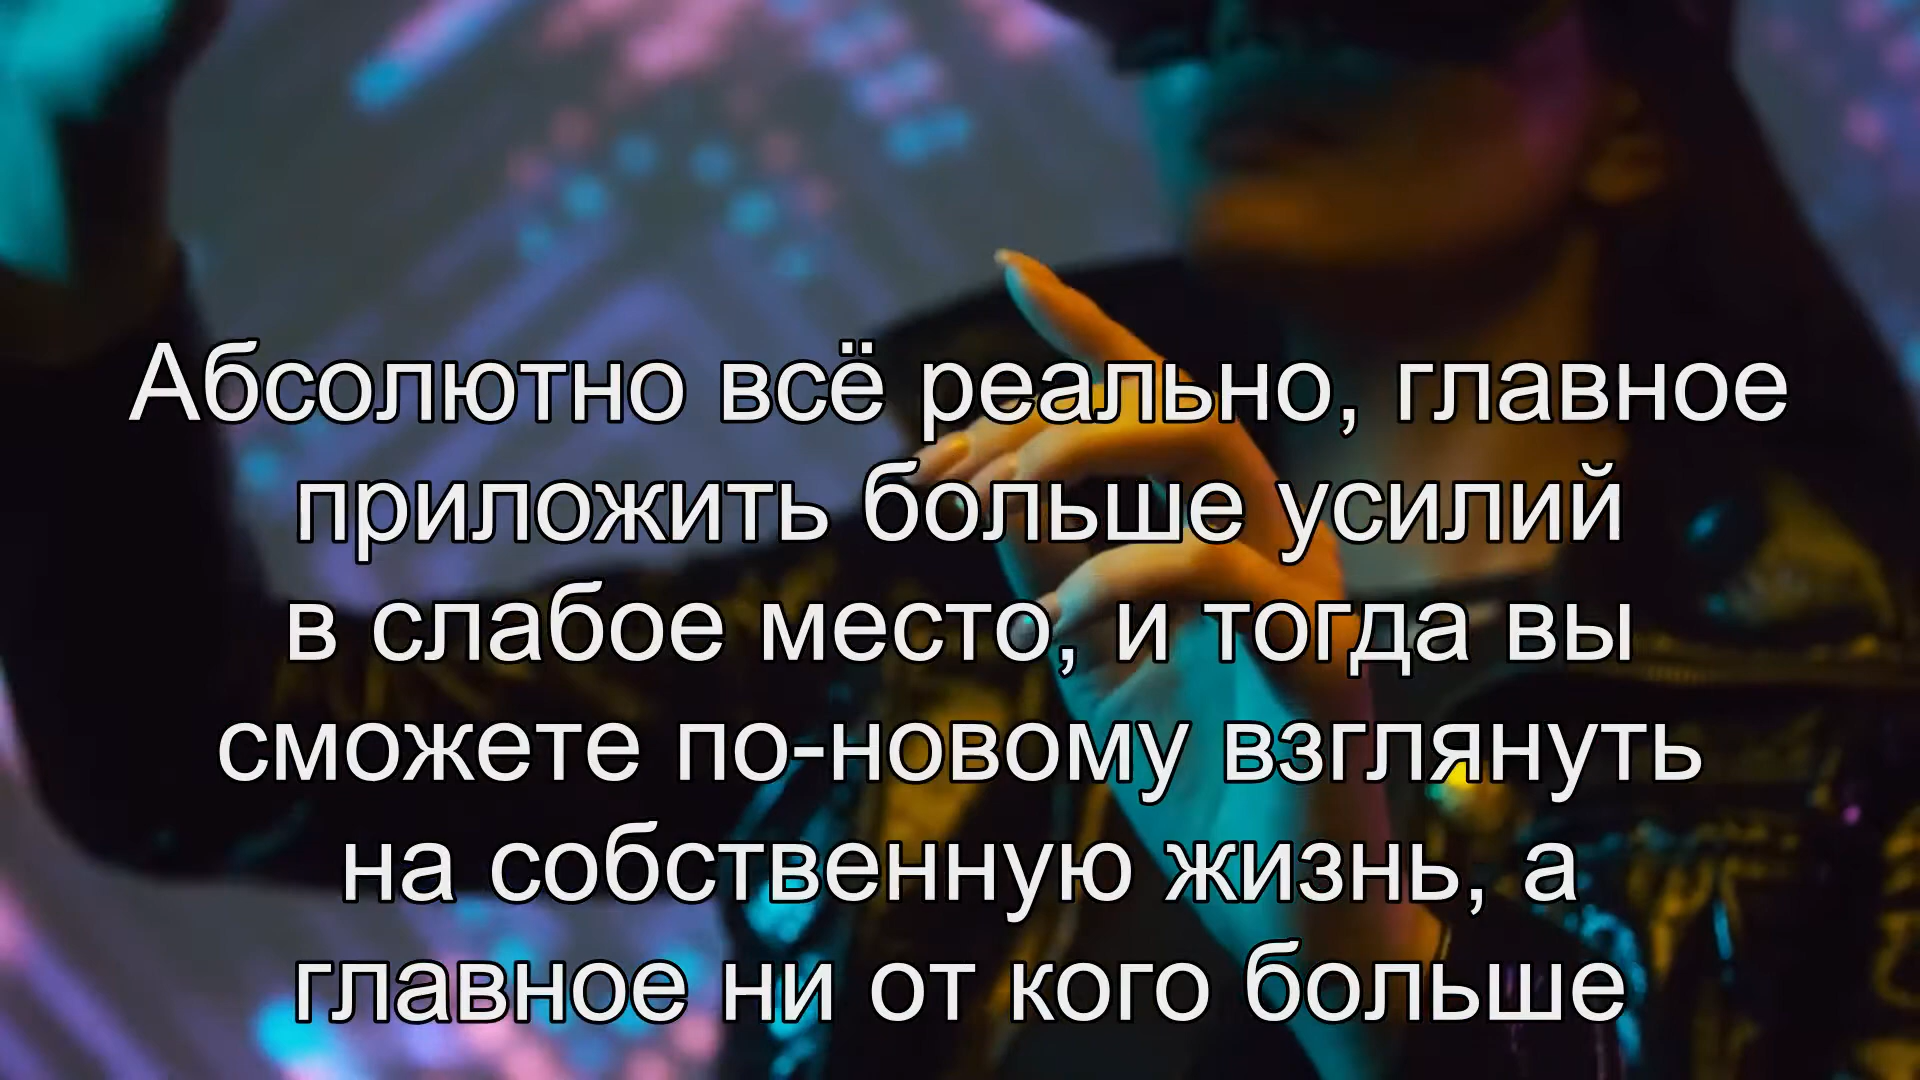 Абсолютно всё реально, главное
приложить больше усилий
в слабое место, и тогда вы
сможете по-новому взглянуть
на собственную жизнь, а
главное ни от кого больше